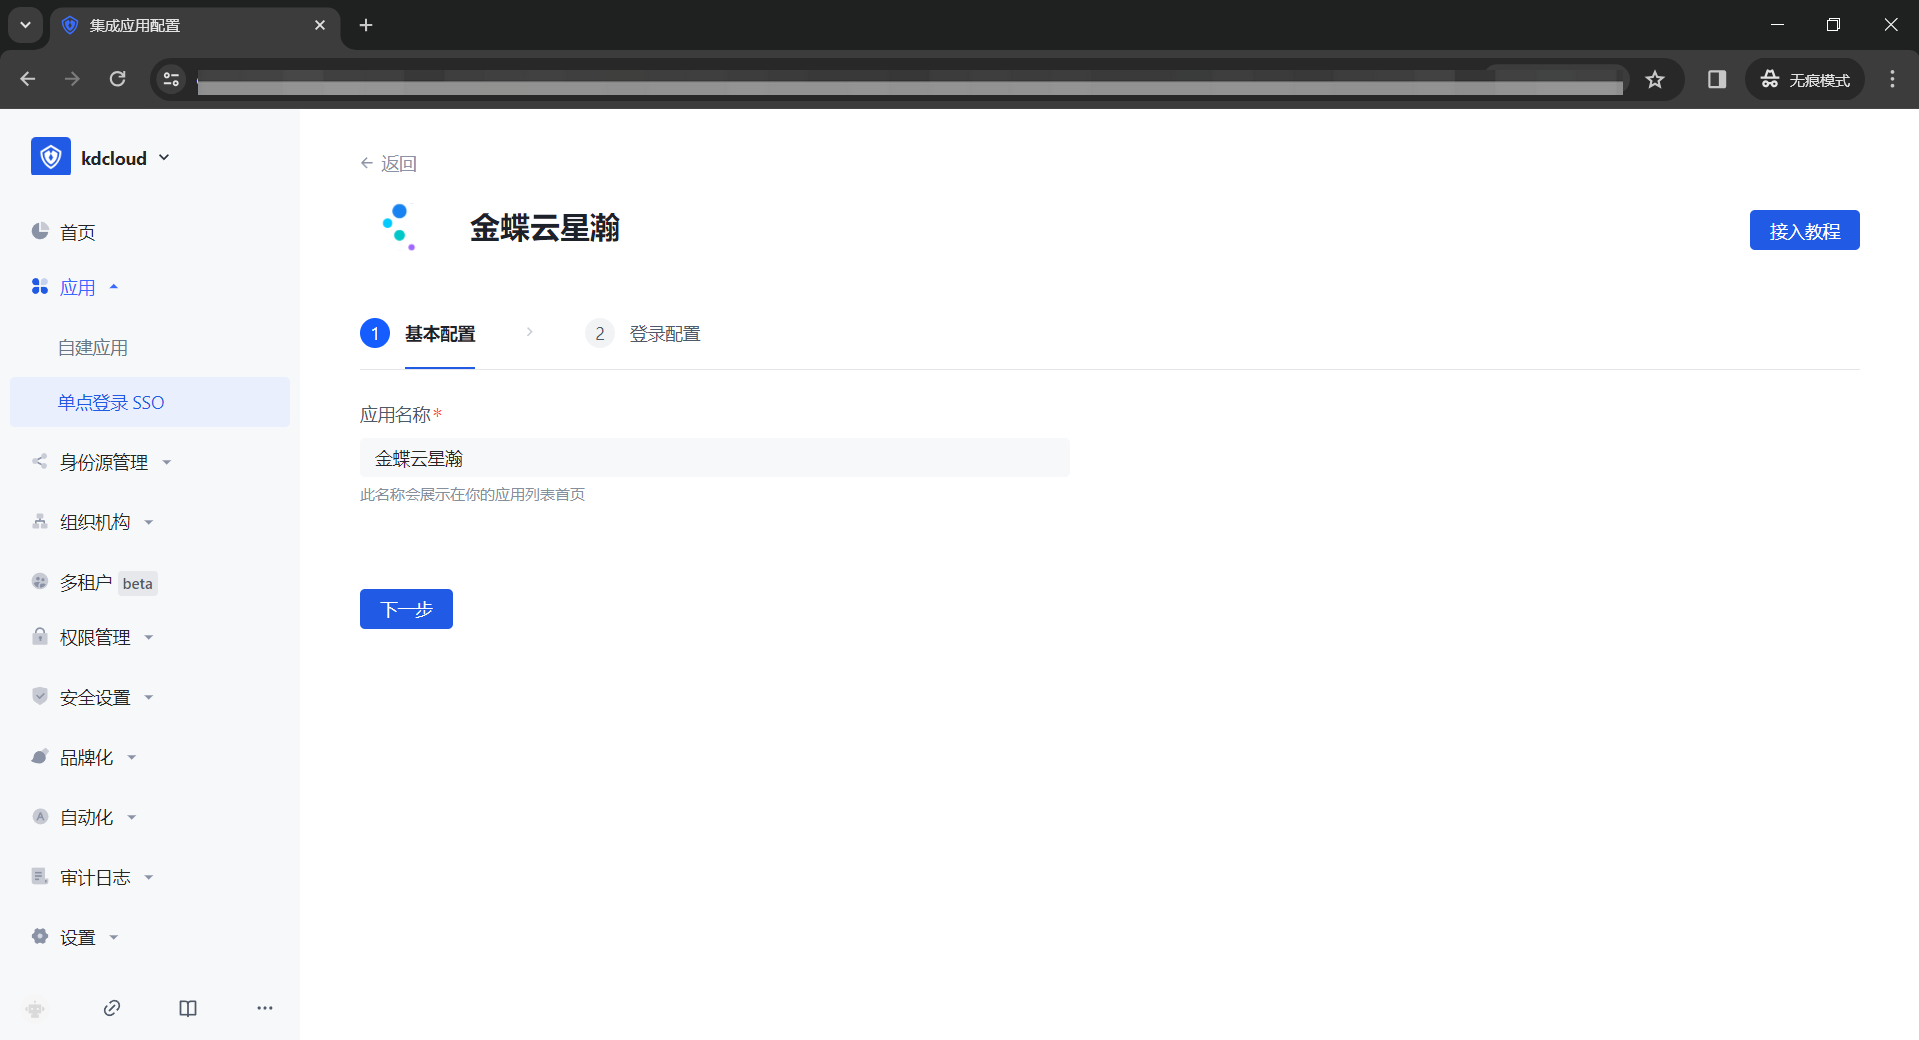 集成应用配置
无痕模式
kdcloud
首页
应用
自建应用
单点登录 SSO
身份源管理
组织机构
多租户 beta
权限管理
安全设置
品牌化
自动化
审计日志
设置
返回
金蝶云星瀚
接入教程
1 基本配置
2 登录配置
应用名称*
金蝶云星瀚
此名称会展示在你的应用列表首页
下一步